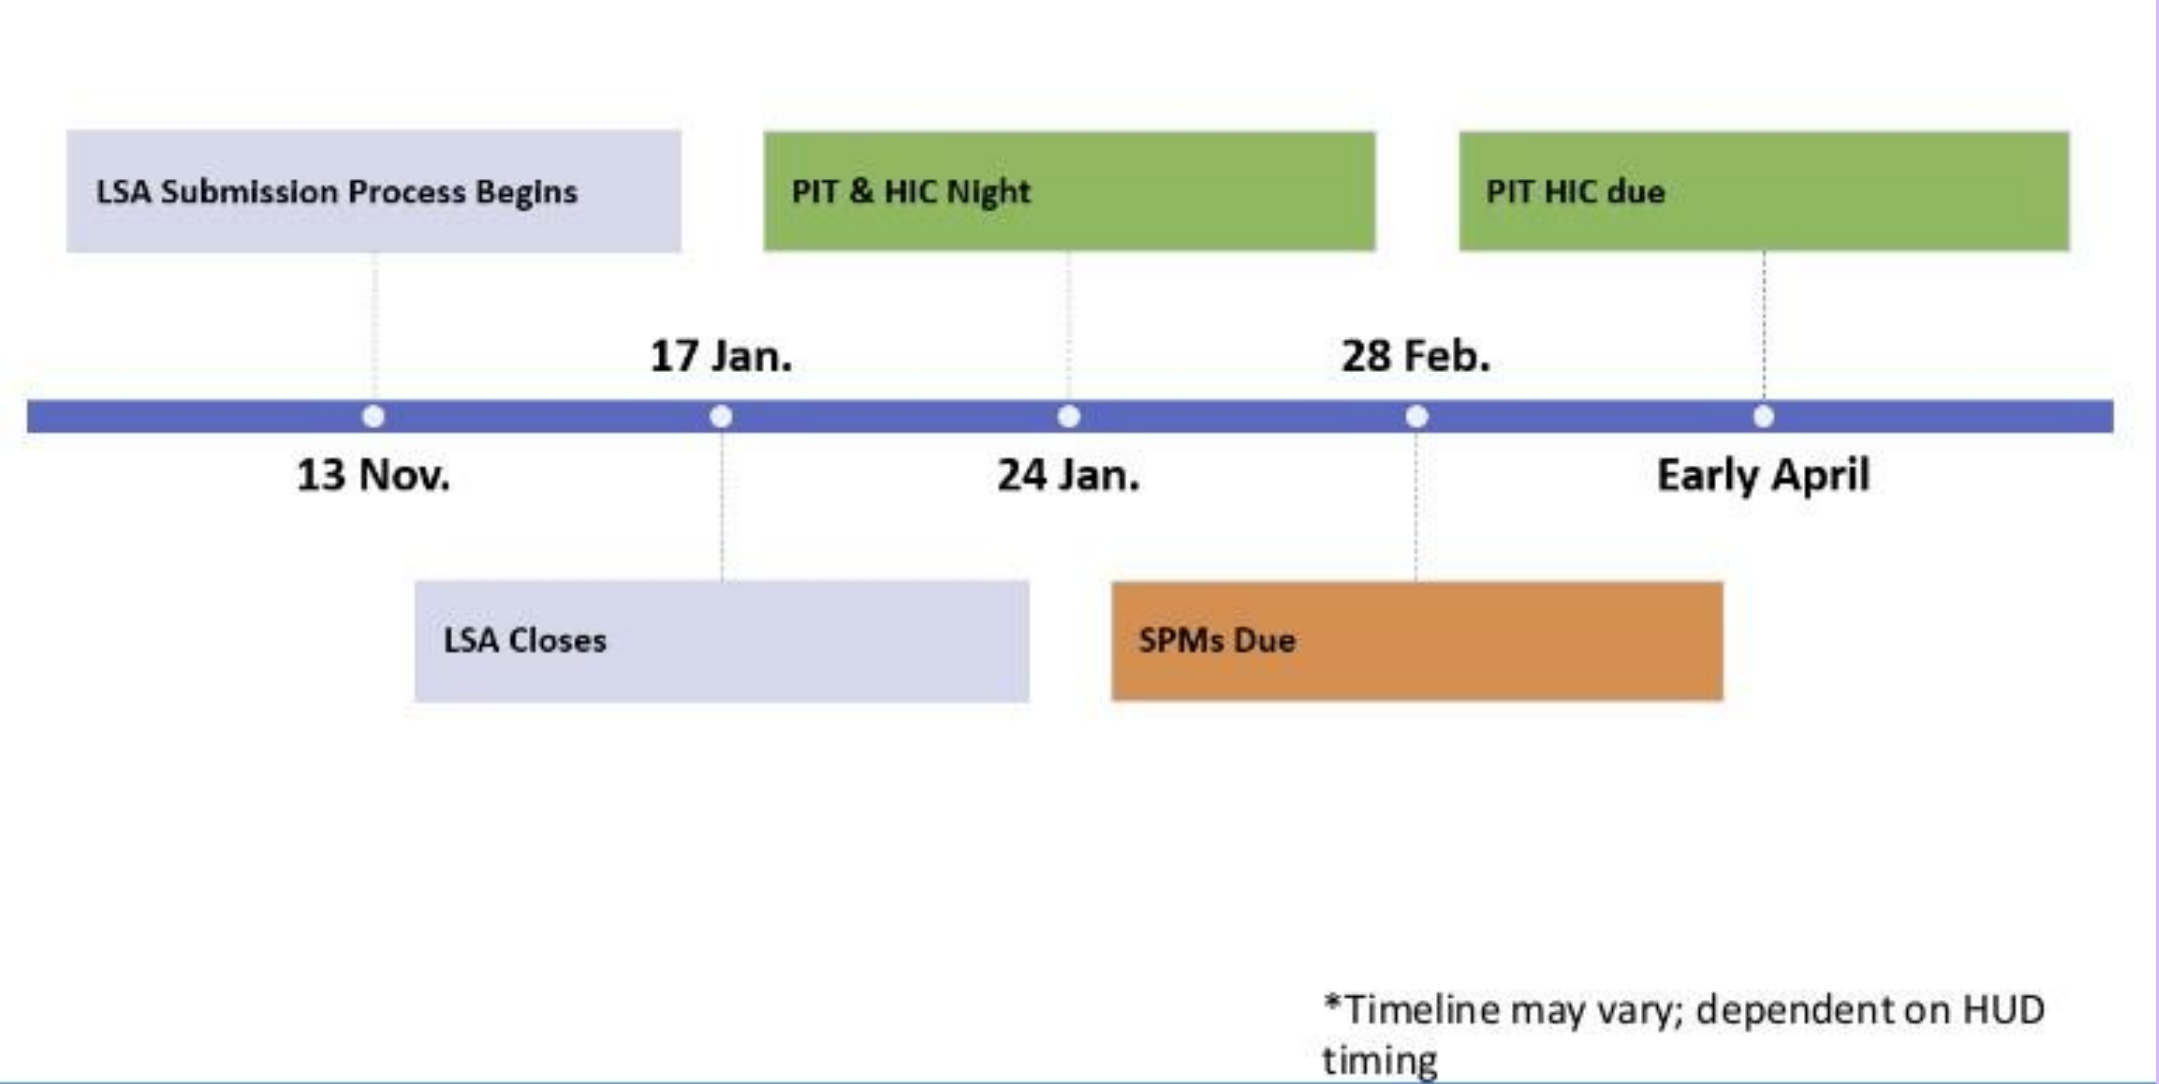 LSA Submission Process Begins
PIT & HIC Night
PIT HIC due
17 Jan.
28 Feb.
13 Nov.
24 Jan.
Early April
LSA Closes
SPMs Due
*Timeline may vary; dependent on HUD
timing